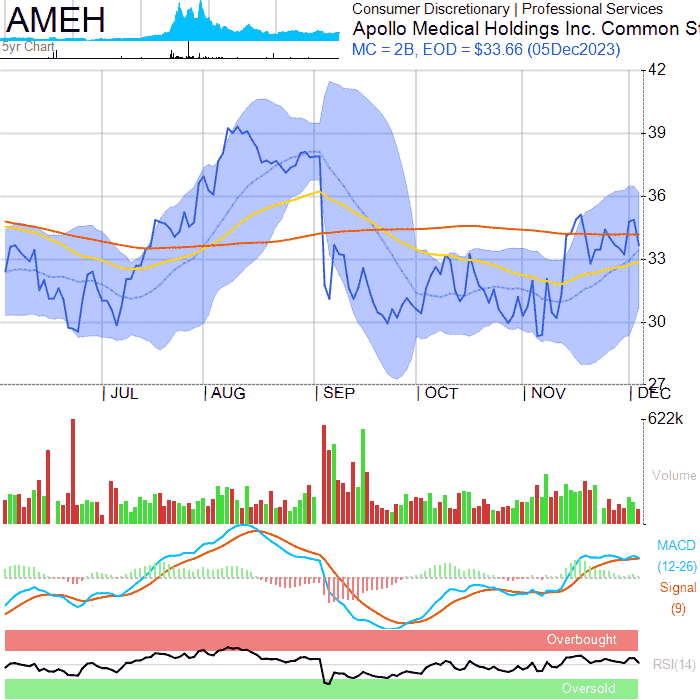 AMEH
5yr Chart
Consumer Discretionary | Professional Services
Apollo Medical Holdings Inc. Common St
MC = 2B, EOD = $33.66 (05Dec2023)
42
39
36
33
30
27
JUL
AUG
SEP
OCT
NOV
DEC
622k
Volume
MACD
(12-26)
Signal
(9)
Overbought
RSI(14)
Oversold